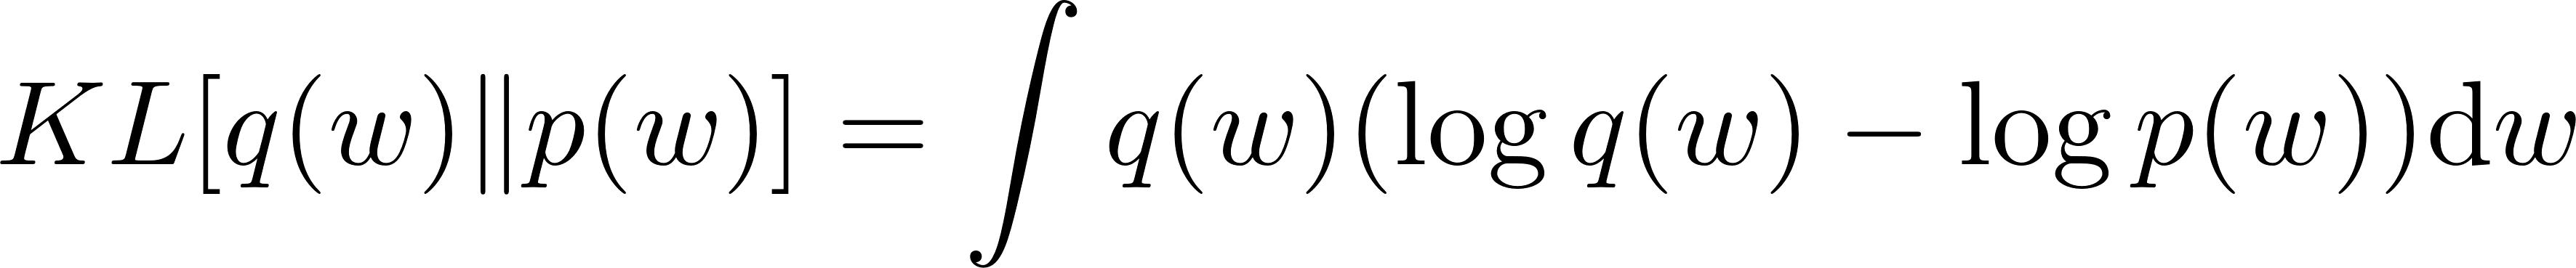 KL[q(w)∥p(w)] = ∫ q(w)(log q(w) − log p(w))dw